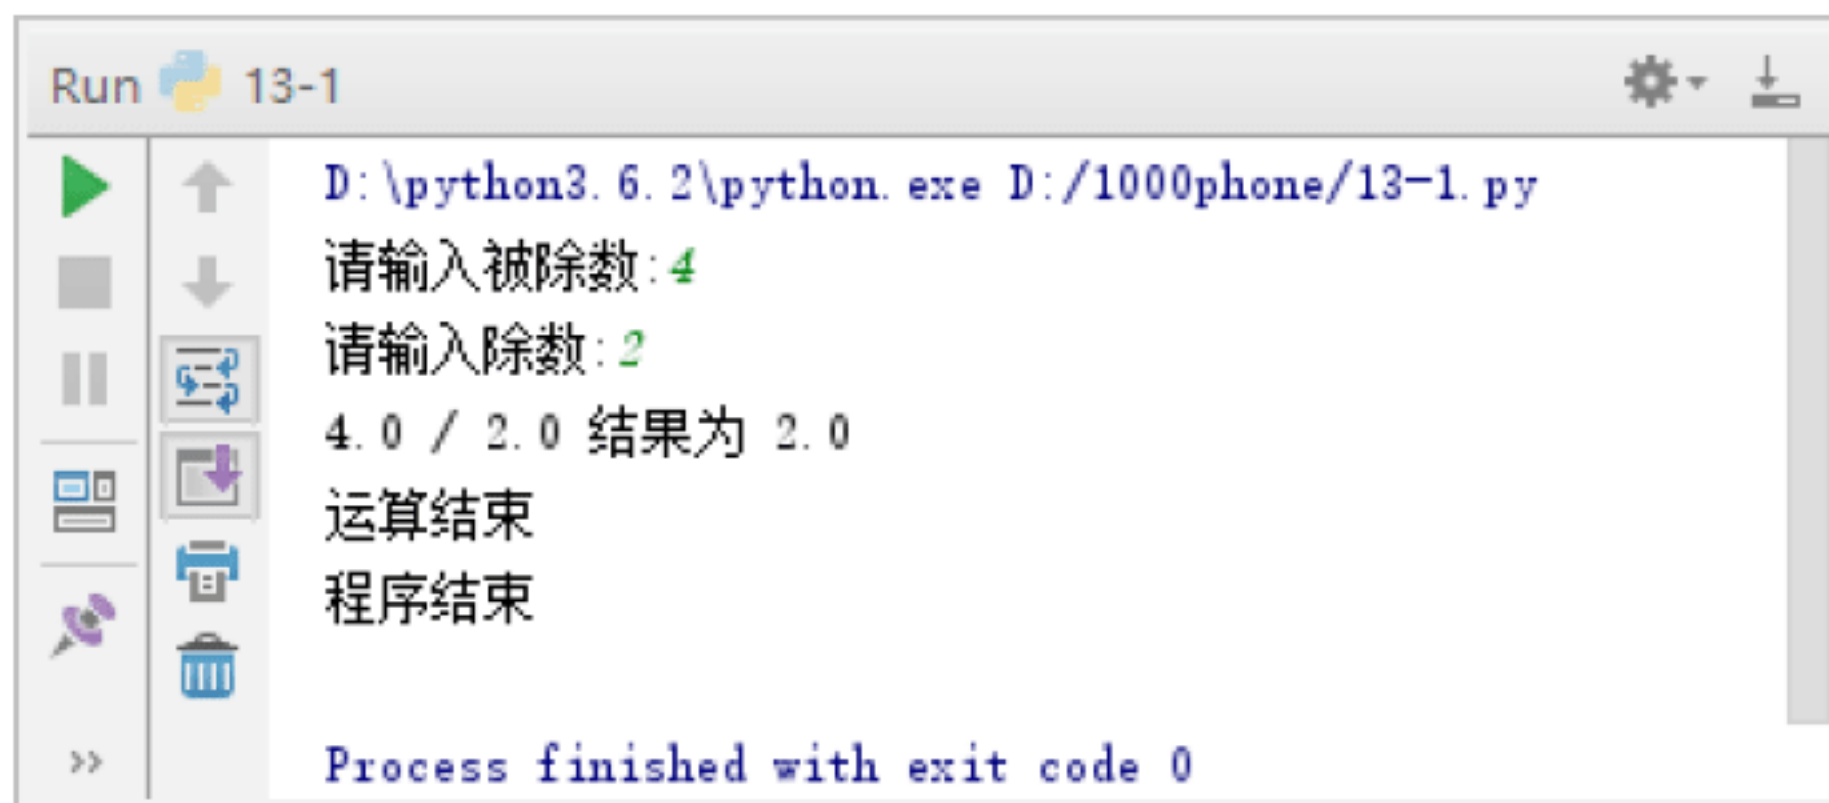 Run 13-1
D:\python3.6.2\python.exe D:/1000phone/13-1.py
请输入被除数:4
请输入除数:2
4.0 / 2.0 结果为 2.0
运算结束
程序结束
Process finished with exit code 0